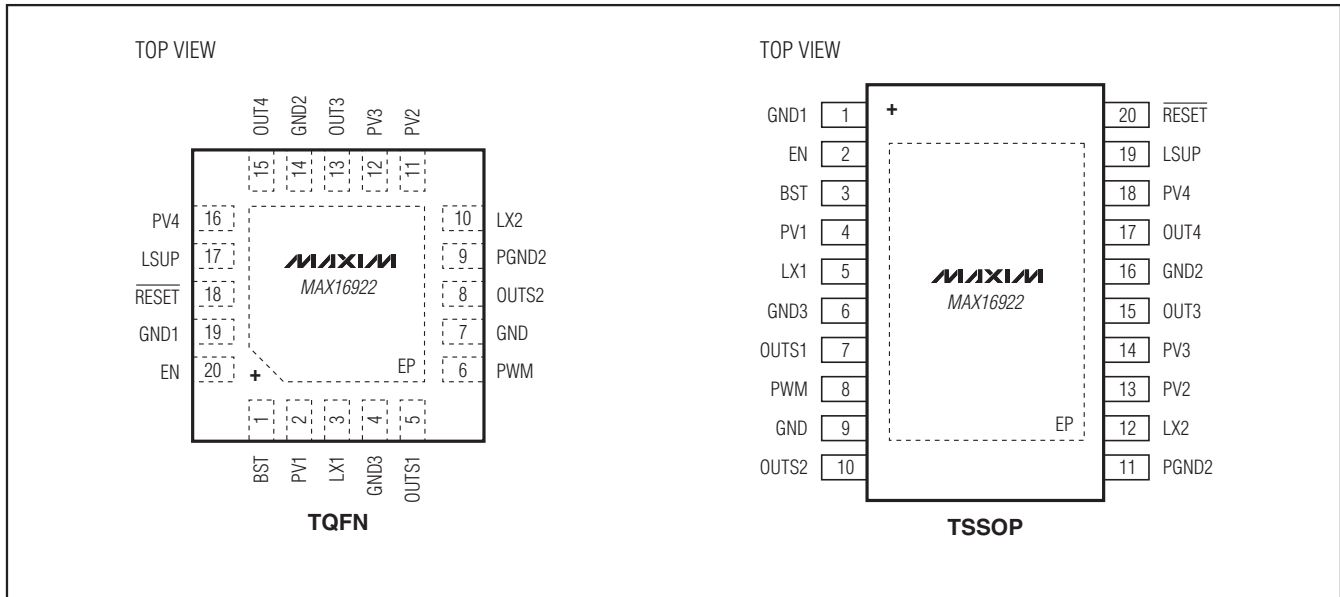 TOP VIEW
OUT4 GND2 OUT3 PV3 PV2
15 14 13 12 11
PV4 16 10 LX2
LSUP 17 9 PGND2
RESET 18 8 OUTS2
GND1 19 7 GND
EN 20 6 PWM
MAXIM
MAX16922
+ EP
1 2 3 4 5
BST PV1 LX1 GND3 OUTS1
TQFN
TOP VIEW
+
GND1 1 20 RESET
EN 2 19 LSUP
BST 3 18 PV4
PV1 4 17 OUT4
LX1 5 16 GND2
GND3 6 15 OUT3
OUTS1 7 14 PV3
PWM 8 13 PV2
GND 9 12 LX2
OUTS2 10 11 PGND2
MAXIM
MAX16922
EP
TSSOP